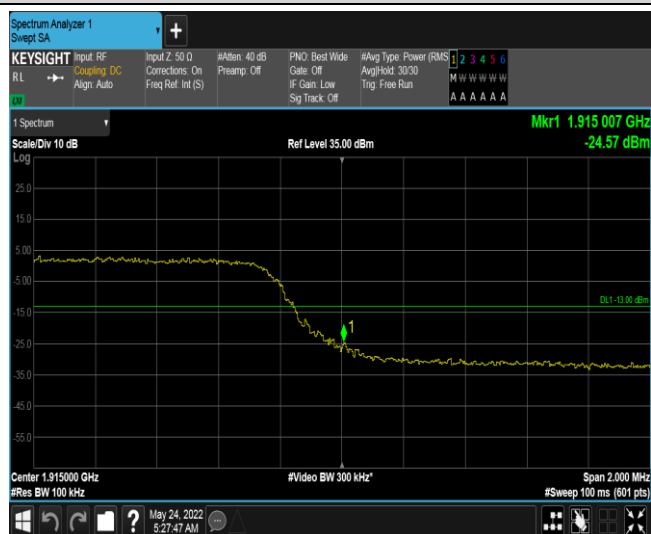 Spectrum Analyzer 1
Swept SA
+
KEYSIGHT
RL
Input: RF
Coupling: DC
Align: Auto
Input Z: 50 Ω
Corrections: On
Freq Ref: Int (S)
#Atten: 40 dB
Preamp: Off
PNO: Best Wide
Gate: Off
IF Gain: Low
Sig Track: Off
#Avg Type: Power (RMS
Avg|Hold: 30/30
Trig: Free Run
1 2 3 4 5 6
M W W W W W
A A A A A A
LXI
1 Spectrum
Mkr1 1.915 007 GHz
Scale/Div 10 dB
Ref Level 35.00 dBm
-24.57 dBm
Log
25.0
15.0
5.00
-5.00
DL1 -13.00 dBm
-15.0
1
-25.0
-35.0
-45.0
-55.0
Center 1.915000 GHz
#Video BW 300 kHz*
Span 2.000 MHz
#Res BW 100 kHz
#Sweep 100 ms (601 pts)
?
May 24, 2022
5:27:47 AM